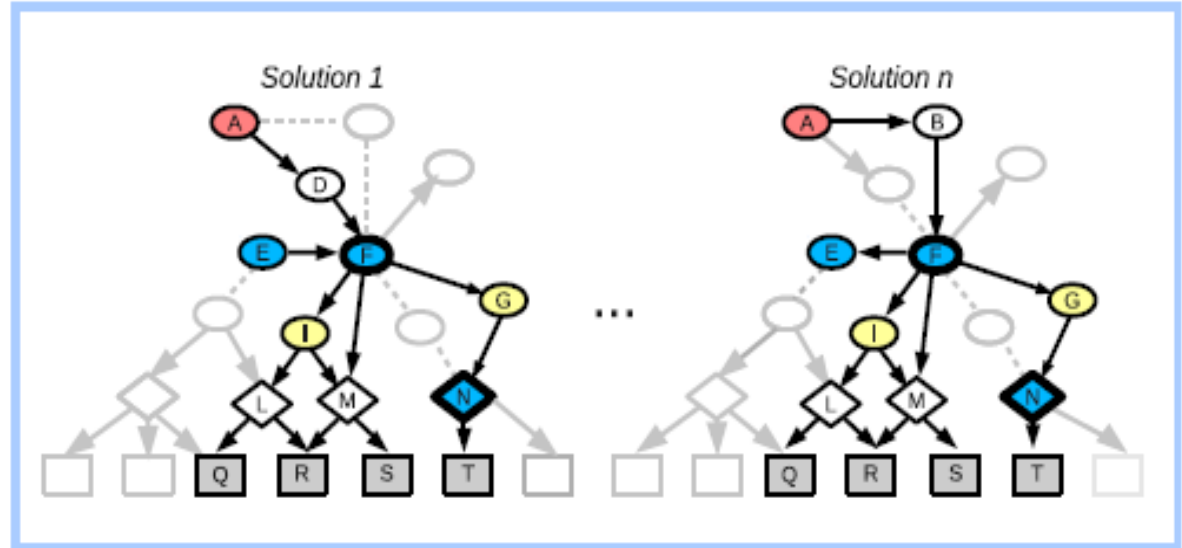 Solution 1 Solution n
A A B
D
E F E F
G ... G
I I
L M N L M N
Q R S T Q R S T